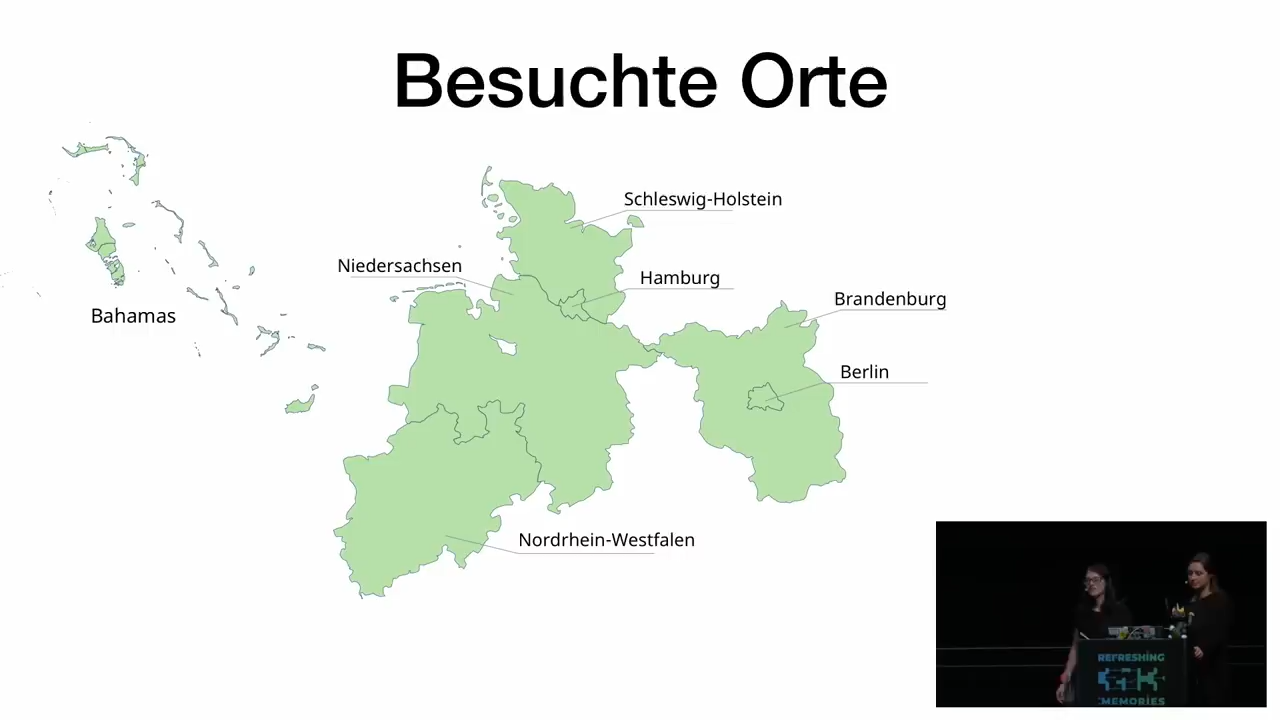 Besuchte Orte
Schleswig-Holstein
Niedersachsen
Hamburg
Brandenburg
Bahamas
Berlin
Nordrhein-Westfalen
REFRESHING
MEMORIES